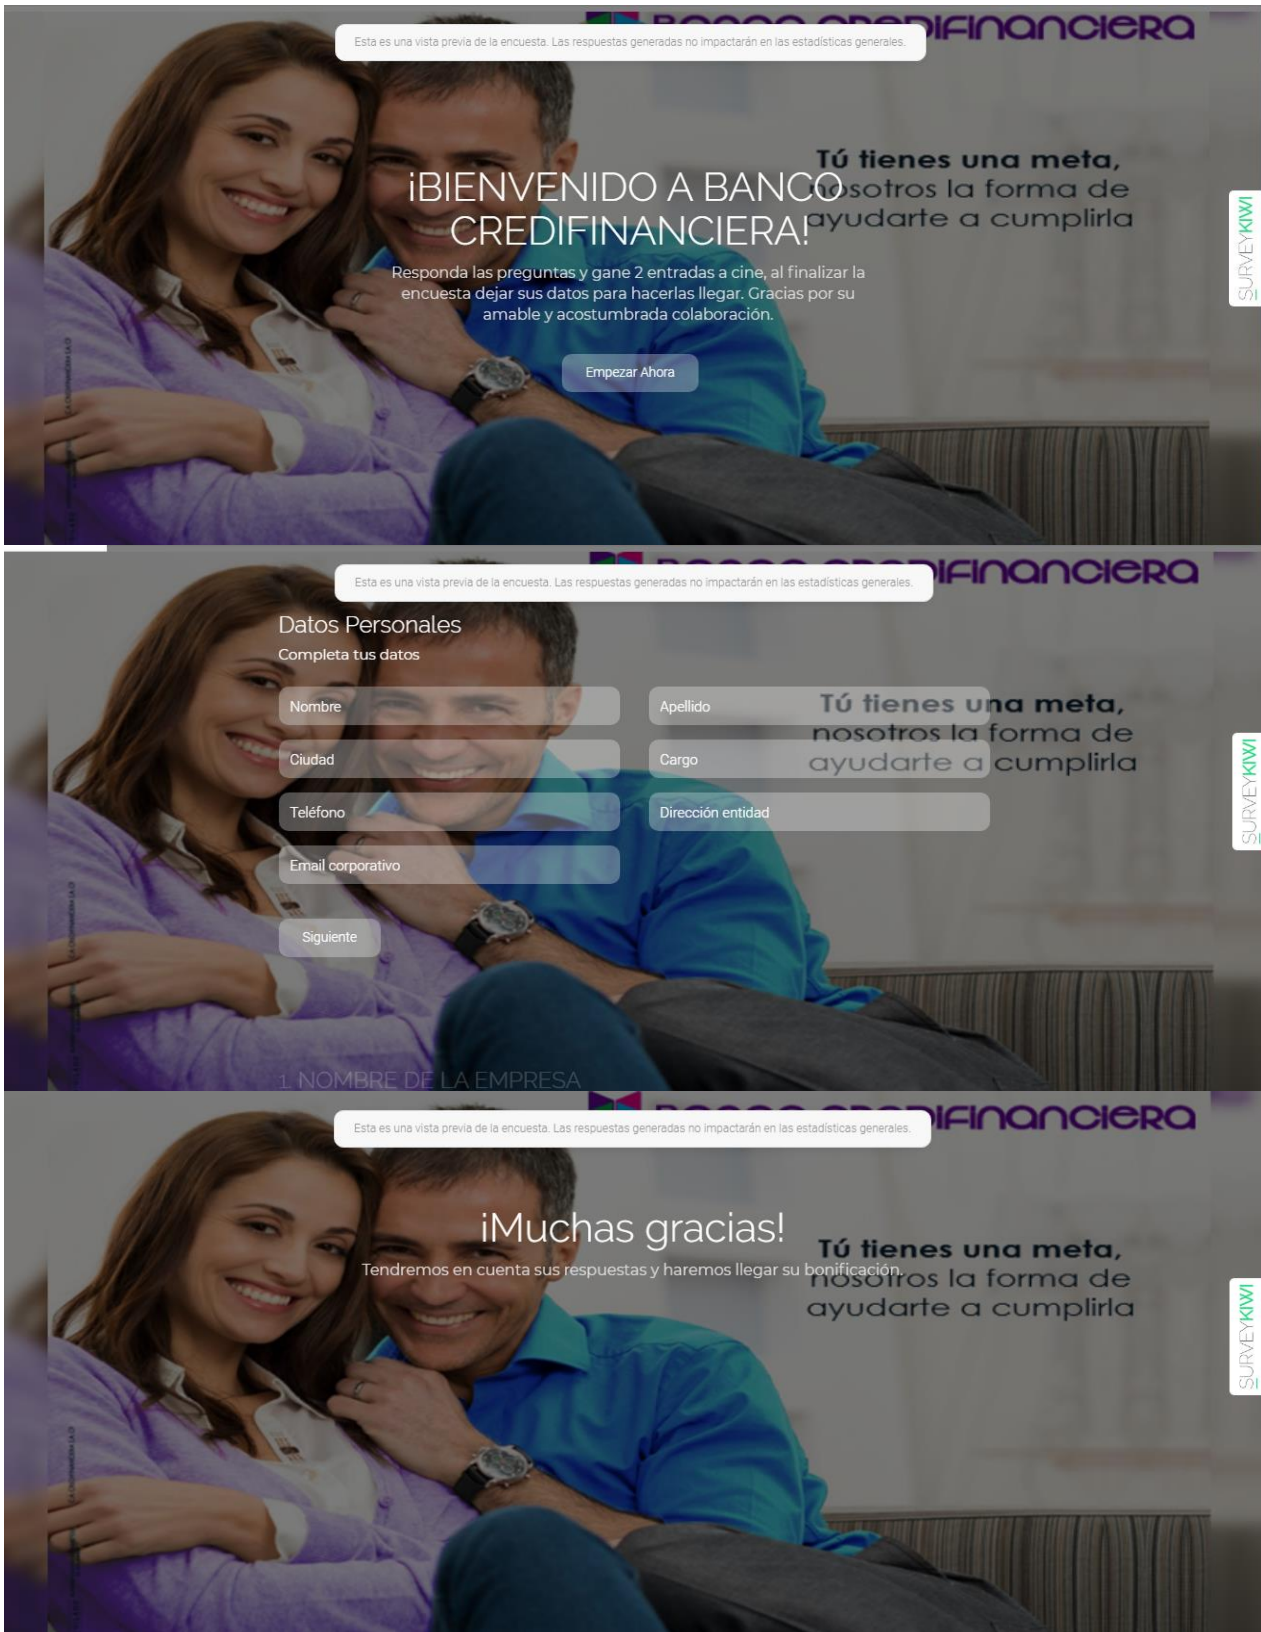 BANCO CREDIFINANCIERA
Esta es una vista previa de la encuesta. Las respuestas generadas no impactarán en las estadísticas generales.
Tú tienes una meta,
nosotros la forma de
ayudarte a cumplirla
¡BIENVENIDO A BANCO
CREDIFINANCIERA!
Responda las preguntas y gane 2 entradas a cine, al finalizar la
encuesta dejar sus datos para hacerlas llegar. Gracias por su
amable y acostumbrada colaboración.
Empezar Ahora
SURVEYKIWI
DIFINANCIERA
Esta es una vista previa de la encuesta. Las respuestas generadas no impactarán en las estadísticas generales.
Datos Personales
Completa tus datos
Nombre
Apellido
Tú tienes una meta,
nosotros la forma de
ayudarte a cumplirla
Ciudad
Cargo
Teléfono
Dirección entidad
Email corporativo
Siguiente
SURVEYKIWI
1. NOMBRE DE LA EMPRESA
DIFINANCIERA
Esta es una vista previa de la encuesta. Las respuestas generadas no impactarán en las estadísticas generales.
¡Muchas gracias!
Tendremos en cuenta sus respuestas y haremos llegar su bonificación.
Tú tienes una meta,
nosotros la forma de
ayudarte a cumplirla
SURVEYKIWI